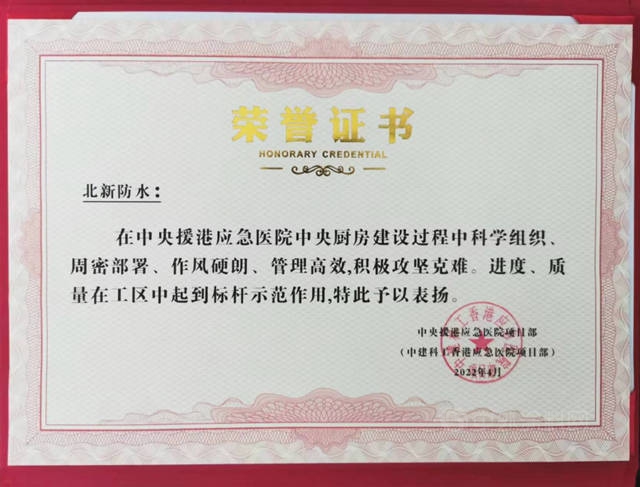 荣誉证书
HONORARY CREDENTIAL
北新防水：
在中央援港应急医院中央厨房建设过程中科学组织、
周密部署、作风硬朗、管理高效,积极攻坚克难。进度、质
量在工区中起到标杆示范作用,特此予以表扬。
中央援港应急医院项目部
（中建科工香港应急医院项目部）
2022年4月